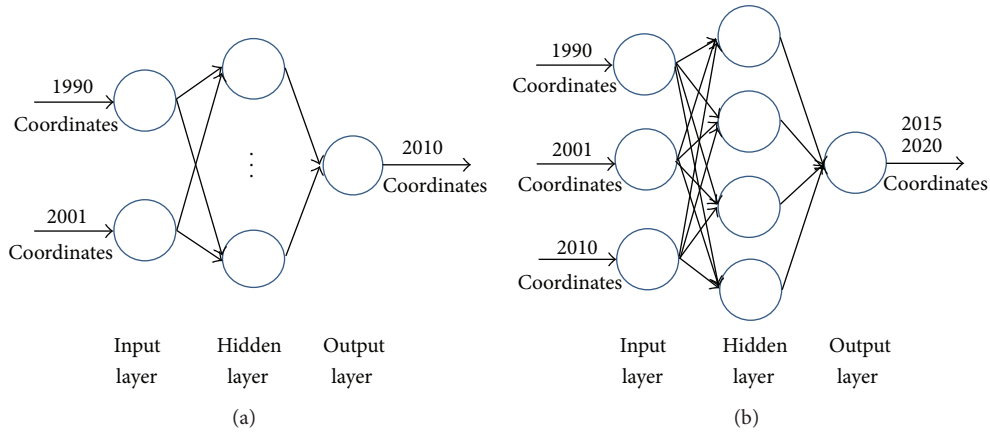 1990
Coordinates
2001
Coordinates
2010
Coordinates
Input
layer
Hidden
layer
Output
layer
(a)
1990
Coordinates
2001
Coordinates
2010
Coordinates
2015
2020
Coordinates
Input
layer
Hidden
layer
Output
layer
(b)